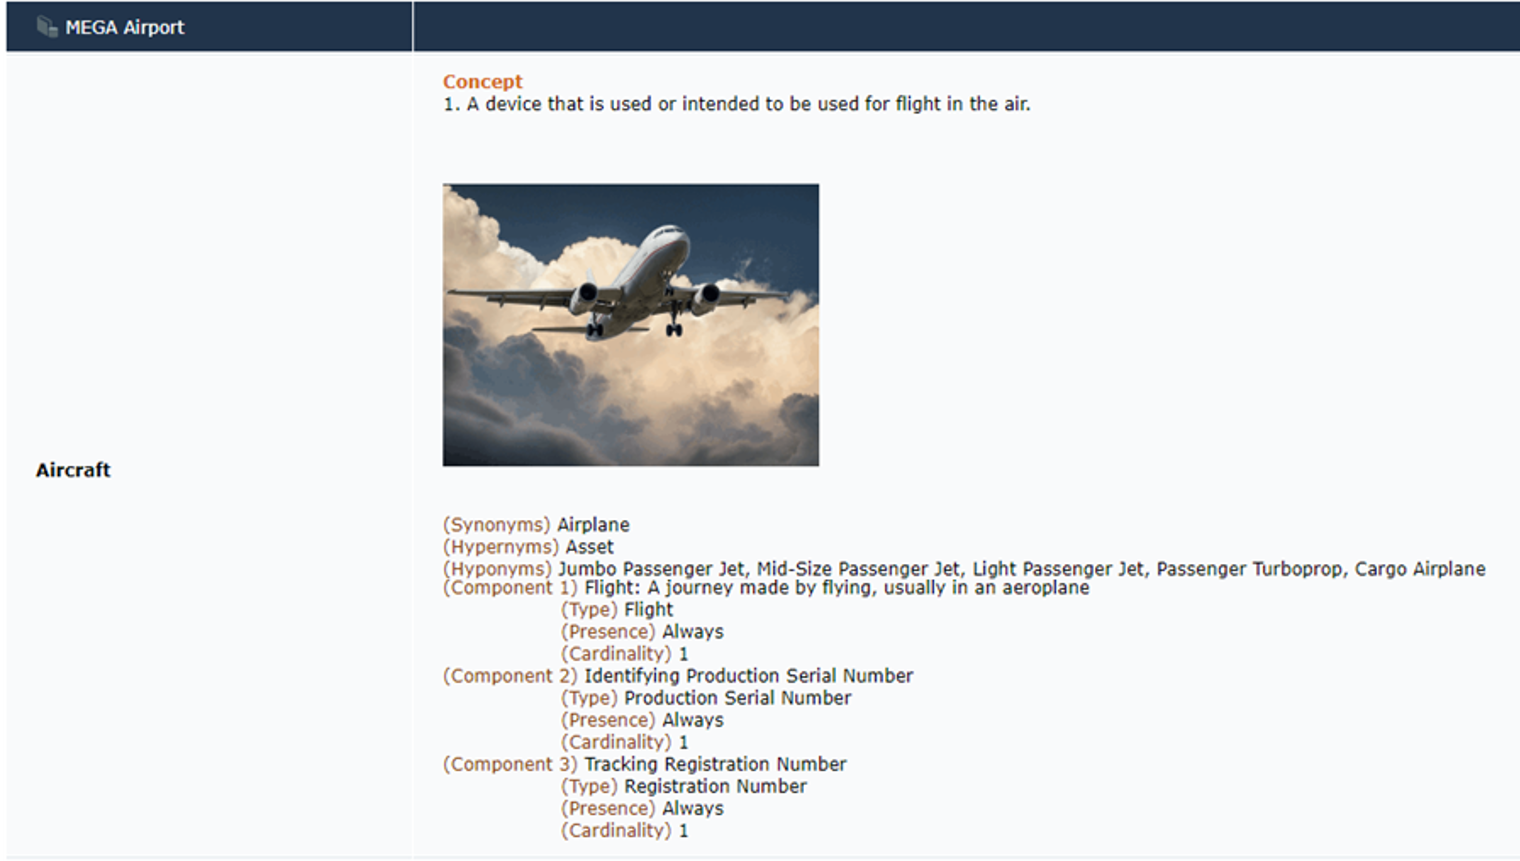 MEGA Airport
Concept
1. A device that is used or intended to be used for flight in the air.
Aircraft
(Synonyms) Airplane
(Hypernyms) Asset
(Hyponyms) Jumbo Passenger Jet, Mid-Size Passenger Jet, Light Passenger Jet, Passenger Turboprop, Cargo Airplane
(Component 1) Flight: A journey made by flying, usually in an aeroplane
(Type) Flight
(Presence) Always
(Cardinality) 1
(Component 2) Identifying Production Serial Number
(Type) Production Serial Number
(Presence) Always
(Cardinality) 1
(Component 3) Tracking Registration Number
(Type) Registration Number
(Presence) Always
(Cardinality) 1